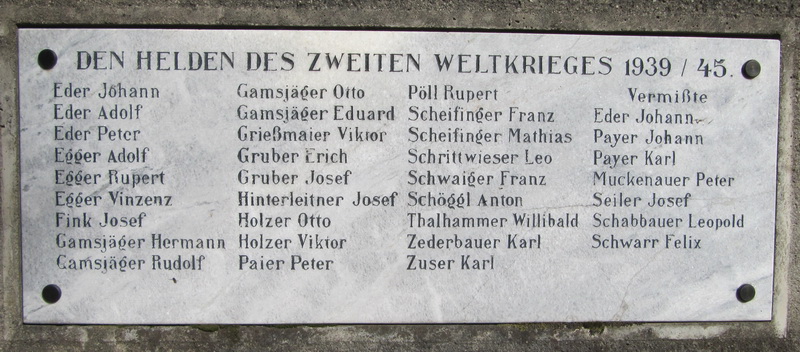 DEN HELDEN DES ZWEITEN WELTKRIEGES 1939 / 45.
Eder Johann
Eder Adolf
Eder Peter
Egger Adolf
Egger Rupert
Egger Vinzenz
Fink Josef
Gamsjäger Hermann
Gamsjäger Rudolf
Gamsjäger Otto
Gamsjäger Eduard
Grießmaier Viktor
Gruber Erich
Gruber Josef
Hinterleitner Josef
Holzer Otto
Holzer Viktor
Paier Peter
Pöll Rupert
Scheifinger Franz
Scheifinger Mathias
Schrittwieser Leo
Schwaiger Franz
Schöggl Anton
Thalhammer Willibald
Zederbauer Karl
Zuser Karl
Vermißte
Eder Johann
Payer Johann
Payer Karl
Muckenauer Peter
Seiler Josef
Schabbauer Leopold
Schwarr Felix